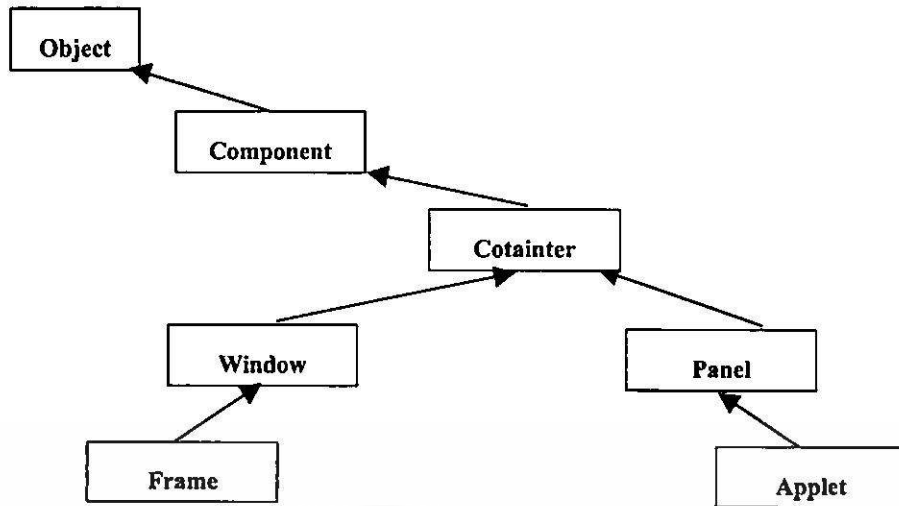 Object
Component
Cotainter
Window
Panel
Frame
Applet